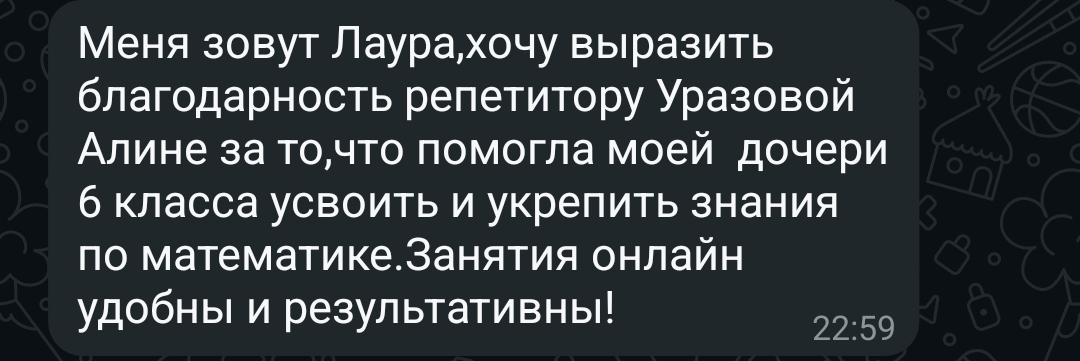 Меня зовут Лаура,хочу выразить
благодарность репетитору Уразовой
Алине за то,что помогла моей  дочери
6 класса усвоить и укрепить знания
по математике.Занятия онлайн
удобны и результативны!
22:59